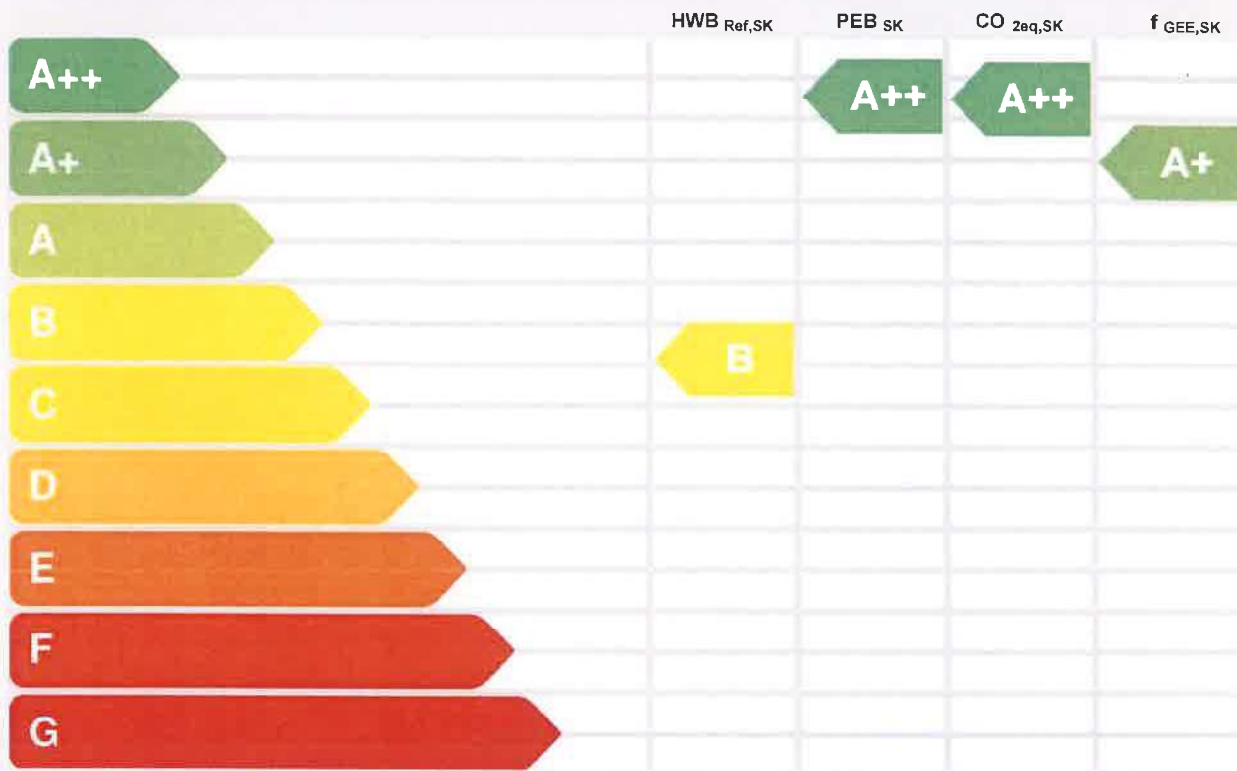 HWB Ref,SK PEB SK CO 2eq,SK f GEE,SK
A++ A++ A++
A+ A+
A
B B
C
D
E
F
G